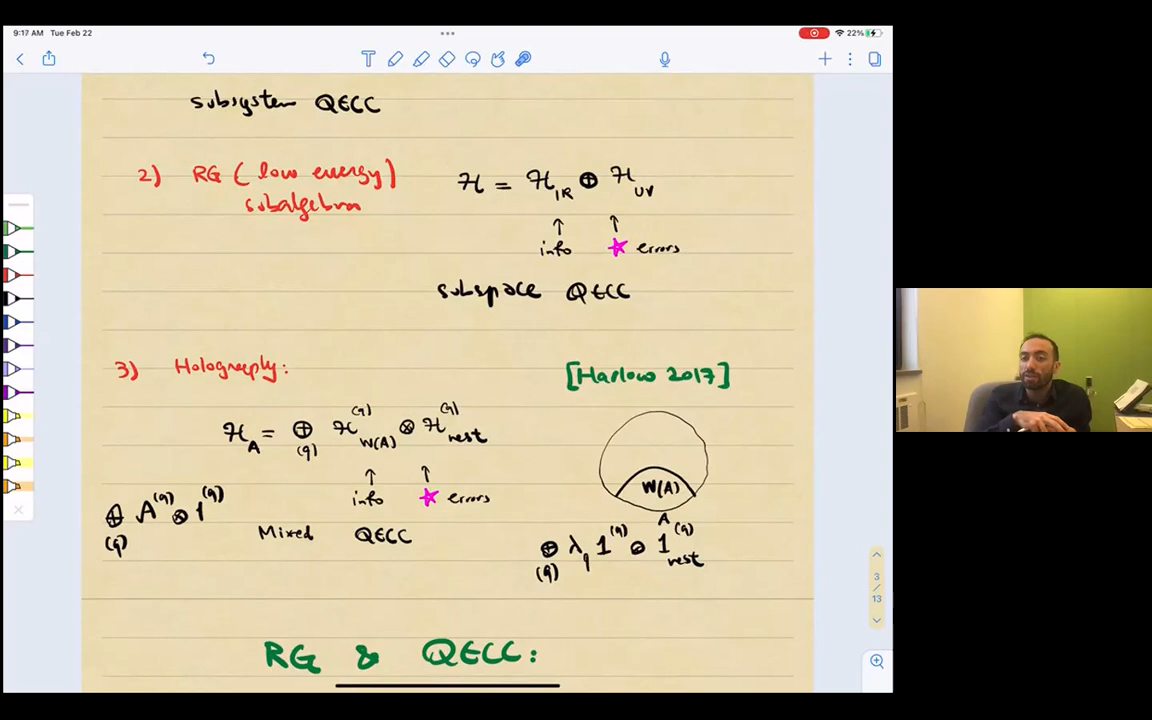 9:17 AM Tue Feb 22
22%
subsystem QECC
2) RG (low energy) subalgebra
H = H_IR ⊕ H_UV
↑ info ↑ ★ errors
subspace QECC
3) Holography:
[Harlow 2017]
H_A = ⊕_(q) H^(q)_W(A) ⊗ H^(q)_rest
W(A)
↑ info ↑ ★ errors
A
⊕_(q) A^(q) ⊗ 1^(q)
Mixed QECC
⊕_(q) λ_q 1^(q) ⊗ 1^(q)_rest
3 / 13
RG & QECC: